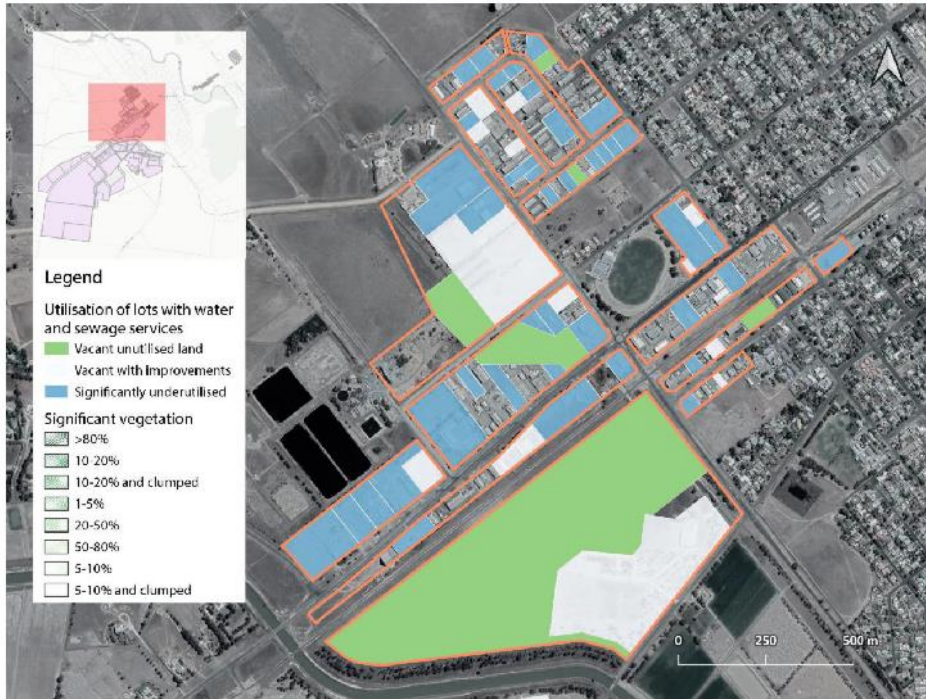 Legend
Utilisation of lots with water
and sewage services
Vacant unutilised land
Vacant with improvements
Significantly underutilised
Significant vegetation
>80%
10-20%
10-20% and clumped
1-5%
20-50%
50-80%
5-10%
5-10% and clumped
0 250 500 m